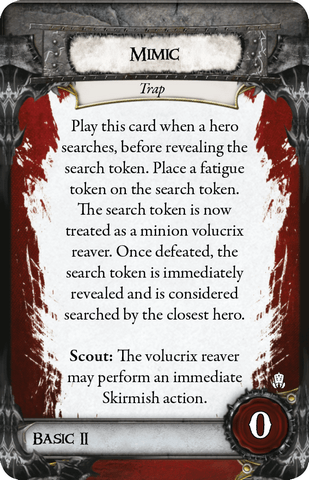 Mimic
Trap
Play this card when a hero
searches, before revealing the
search token. Place a fatigue
token on the search token.
The search token is now
treated as a minion volucrix
reaver. Once defeated, the
search token is immediately
revealed and is considered
searched by the closest hero.
Scout: The volucrix reaver
may perform an immediate
Skirmish action.
0
Basic II